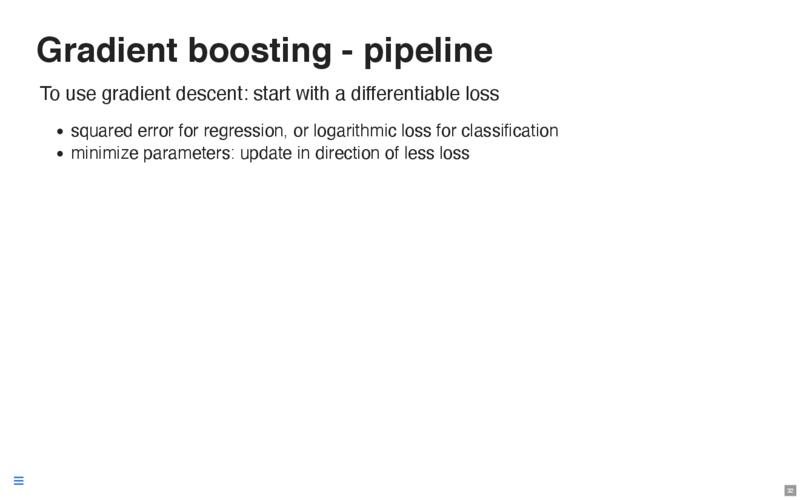 Gradient boosting - pipeline
To use gradient descent: start with a differentiable loss
• squared error for regression, or logarithmic loss for classification
• minimize parameters: update in direction of less loss
32